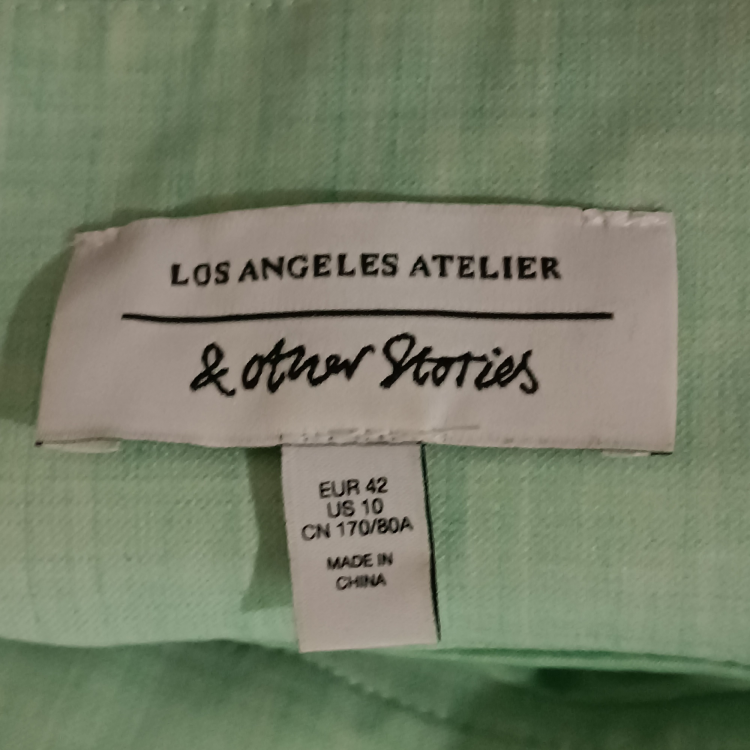 LOS ANGELES ATELIER
& other Stories
EUR 42
US 10
CN 170/80A
MADE IN
CHINA